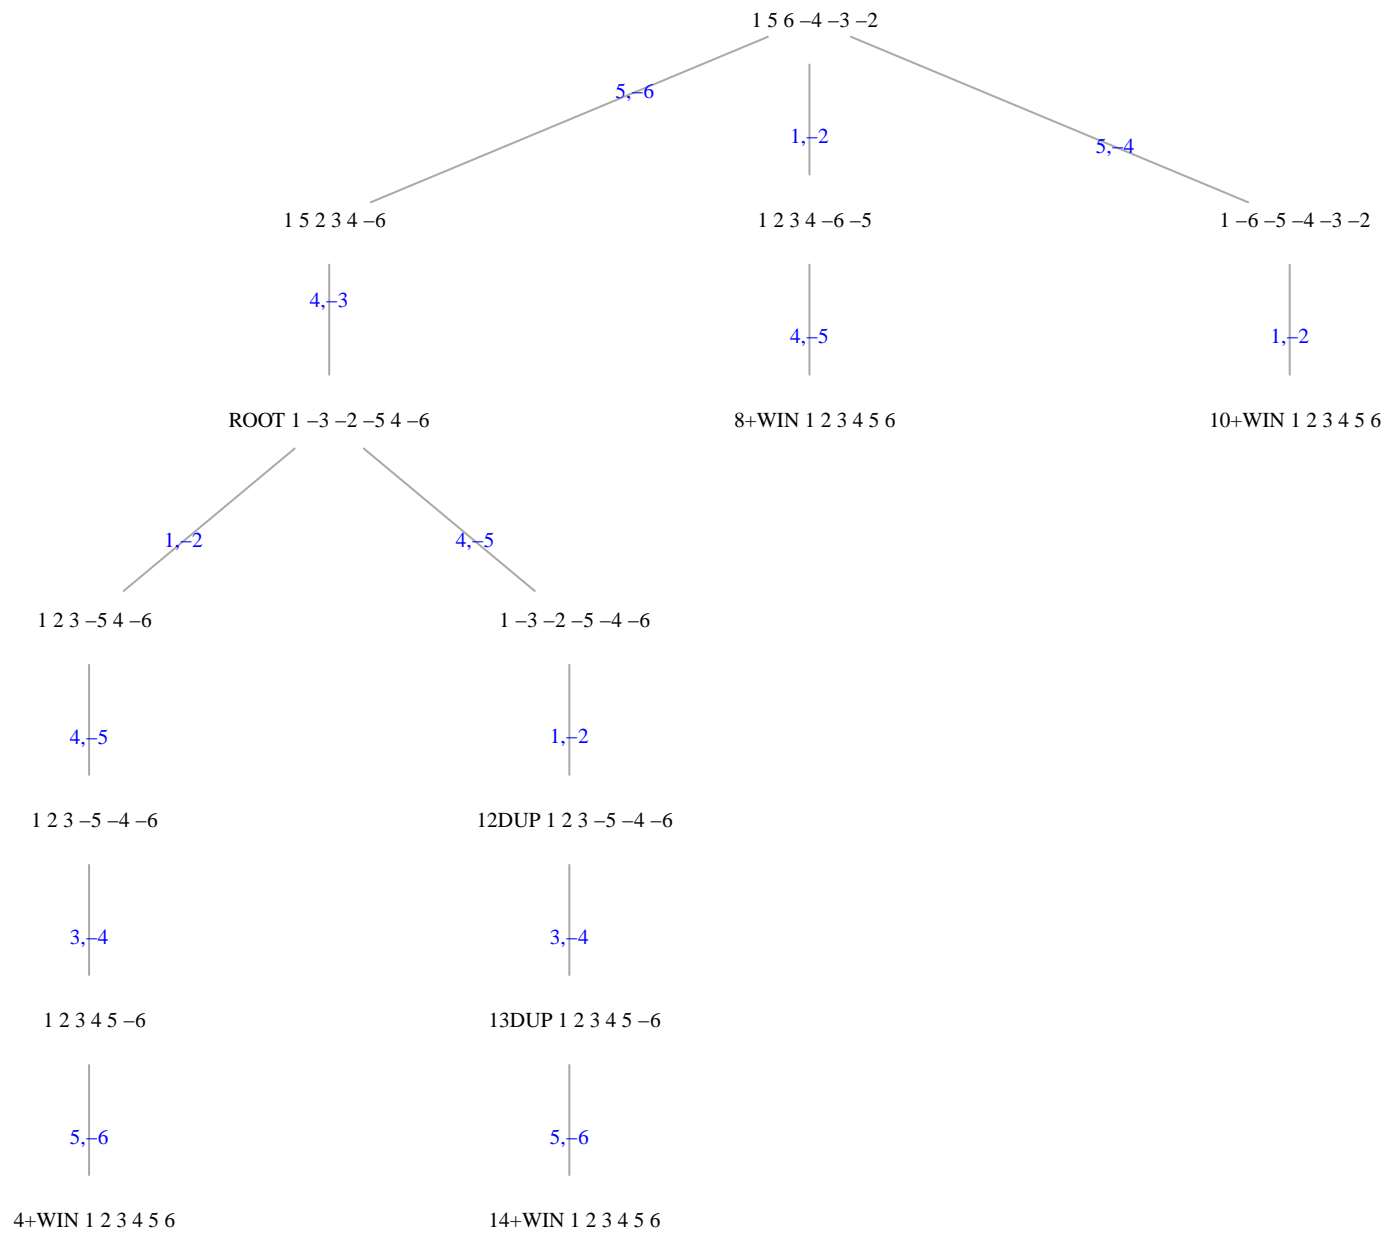 1 5 6 –4 –3 –2
5,–6
1,–2
5,–4
1 5 2 3 4 –6
1 2 3 4 –6 –5
1 –6 –5 –4 –3 –2
4,–3
4,–5
1,–2
ROOT 1 –3 –2 –5 4 –6
8+WIN 1 2 3 4 5 6
10+WIN 1 2 3 4 5 6
1,–2
4,–5
1 2 3 –5 4 –6
1 –3 –2 –5 –4 –6
4,–5
1,–2
1 2 3 –5 –4 –6
12DUP 1 2 3 –5 –4 –6
3,–4
3,–4
1 2 3 4 5 –6
13DUP 1 2 3 4 5 –6
5,–6
5,–6
4+WIN 1 2 3 4 5 6
14+WIN 1 2 3 4 5 6